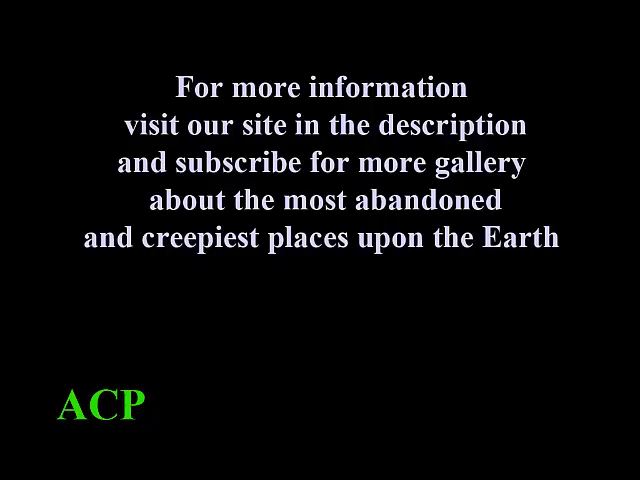 For more information
visit our site in the description
and subscribe for more gallery
about the most abandoned
and creepiest places upon the Earth
ACP